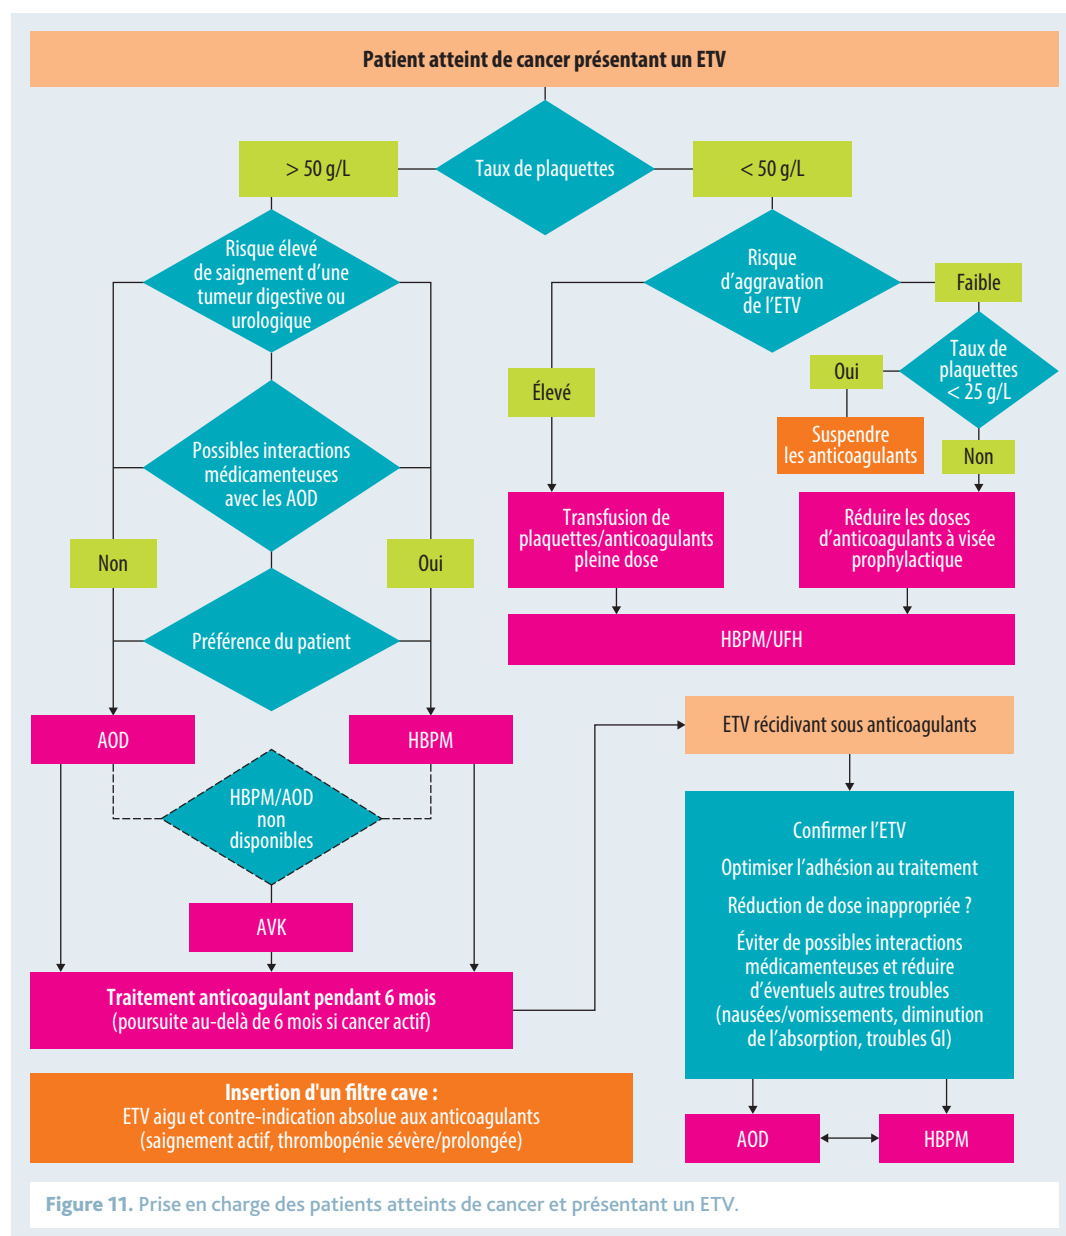 Patient atteint de cancer présentant un ETV
Taux de plaquettes
> 50 g/L
< 50 g/L
Risque élevé
de saignement d'une
tumeur digestive ou
urologique
Possibles interactions
médicamenteuses
avec les AOD
Non
Oui
Préférence du patient
AOD
HBPM
HBPM/AOD
non
disponibles
AVK
Traitement anticoagulant pendant 6 mois
(poursuite au-delà de 6 mois si cancer actif)
Risque
d'aggravation
de l'ETV
Faible
Élevé
Taux de
plaquettes
< 25 g/L
Oui
Suspendre
les anticoagulants
Non
Transfusion de
plaquettes/anticoagulants
pleine dose
Réduire les doses
d'anticoagulants à visée
prophylactique
HBPM/UFH
ETV récidivant sous anticoagulants
Confirmer l'ETV
Optimiser l'adhésion au traitement
Réduction de dose inappropriée ?
Éviter de possibles interactions
médicamenteuses et réduire
d'éventuels autres troubles
(nausées/vomissements, diminution
de l'absorption, troubles GI)
AOD
HBPM
Insertion d'un filtre cave :
ETV aigu et contre-indication absolue aux anticoagulants
(saignement actif, thrombopénie sévère/prolongée)
Figure 11. Prise en charge des patients atteints de cancer et présentant un ETV.